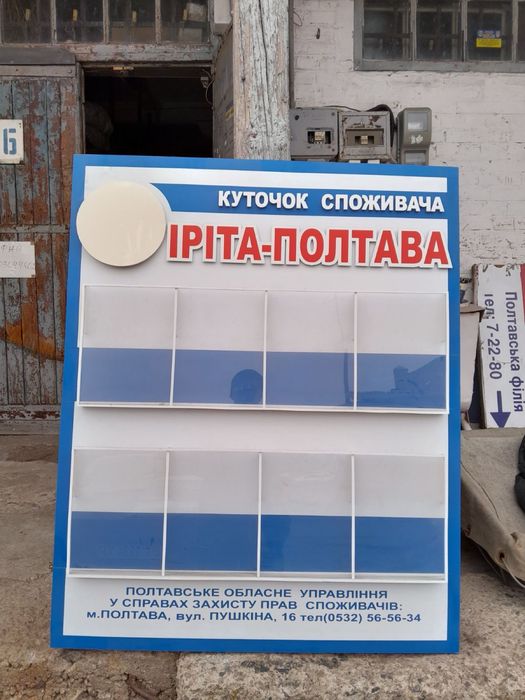 6
КУТОЧОК СПОЖИВАЧА
ІРІТА-ПОЛТАВА
Полтавська філія
тел: 7-22-80
ПОЛТАВСЬКЕ ОБЛАСНЕ УПРАВЛІННЯ
У СПРАВАХ ЗАХИСТУ ПРАВ СПОЖИВАЧІВ:
м.ПОЛТАВА, вул. ПУШКІНА, 16 тел(0532) 56-56-34